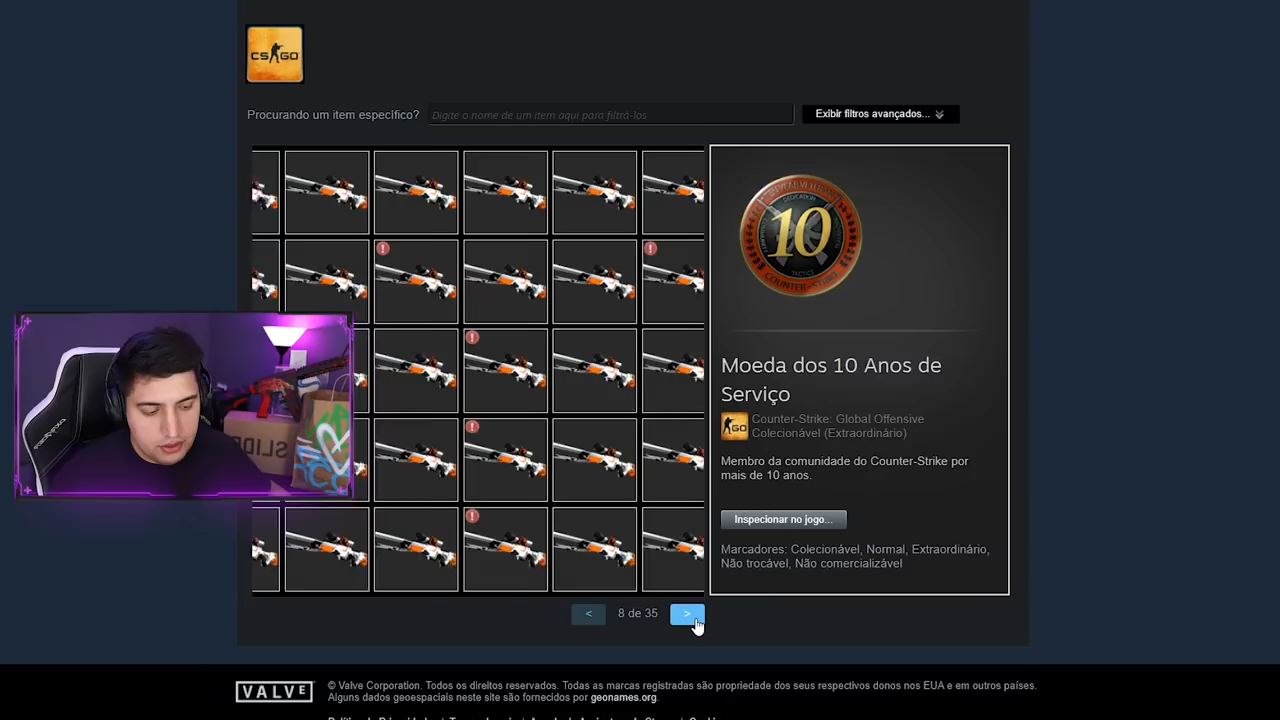 CS GO
Procurando um item específico?
Digite o nome de um item aqui para filtrá-los
Exibir filtros avançados...
10
COUNTER-STRIKE
Moeda dos 10 Anos de
Serviço
GO
Counter-Strike: Global Offensive
Colecionável (Extraordinário)
Membro da comunidade do Counter-Strike por
mais de 10 anos.
Inspecionar no jogo...
Marcadores: Colecionável, Normal, Extraordinário,
Não trocável, Não comercializável
< 8 de 35 >
VALVE
© Valve Corporation. Todos os direitos reservados. Todas as marcas registradas são propriedade dos seus respectivos donos nos EUA e em outros países.
Alguns dados geoespaciais neste site são fornecidos por geonames.org.